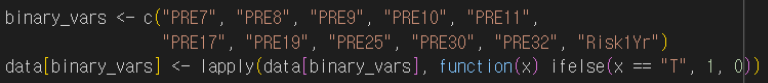 binary_vars <- c("PRE7", "PRE8", "PRE9", "PRE10", "PRE11",
"PRE17", "PRE19", "PRE25", "PRE30", "PRE32", "Risk1Yr")
data[binary_vars] <- lapply(data[binary_vars], function(x) ifelse(x == "T", 1, 0))